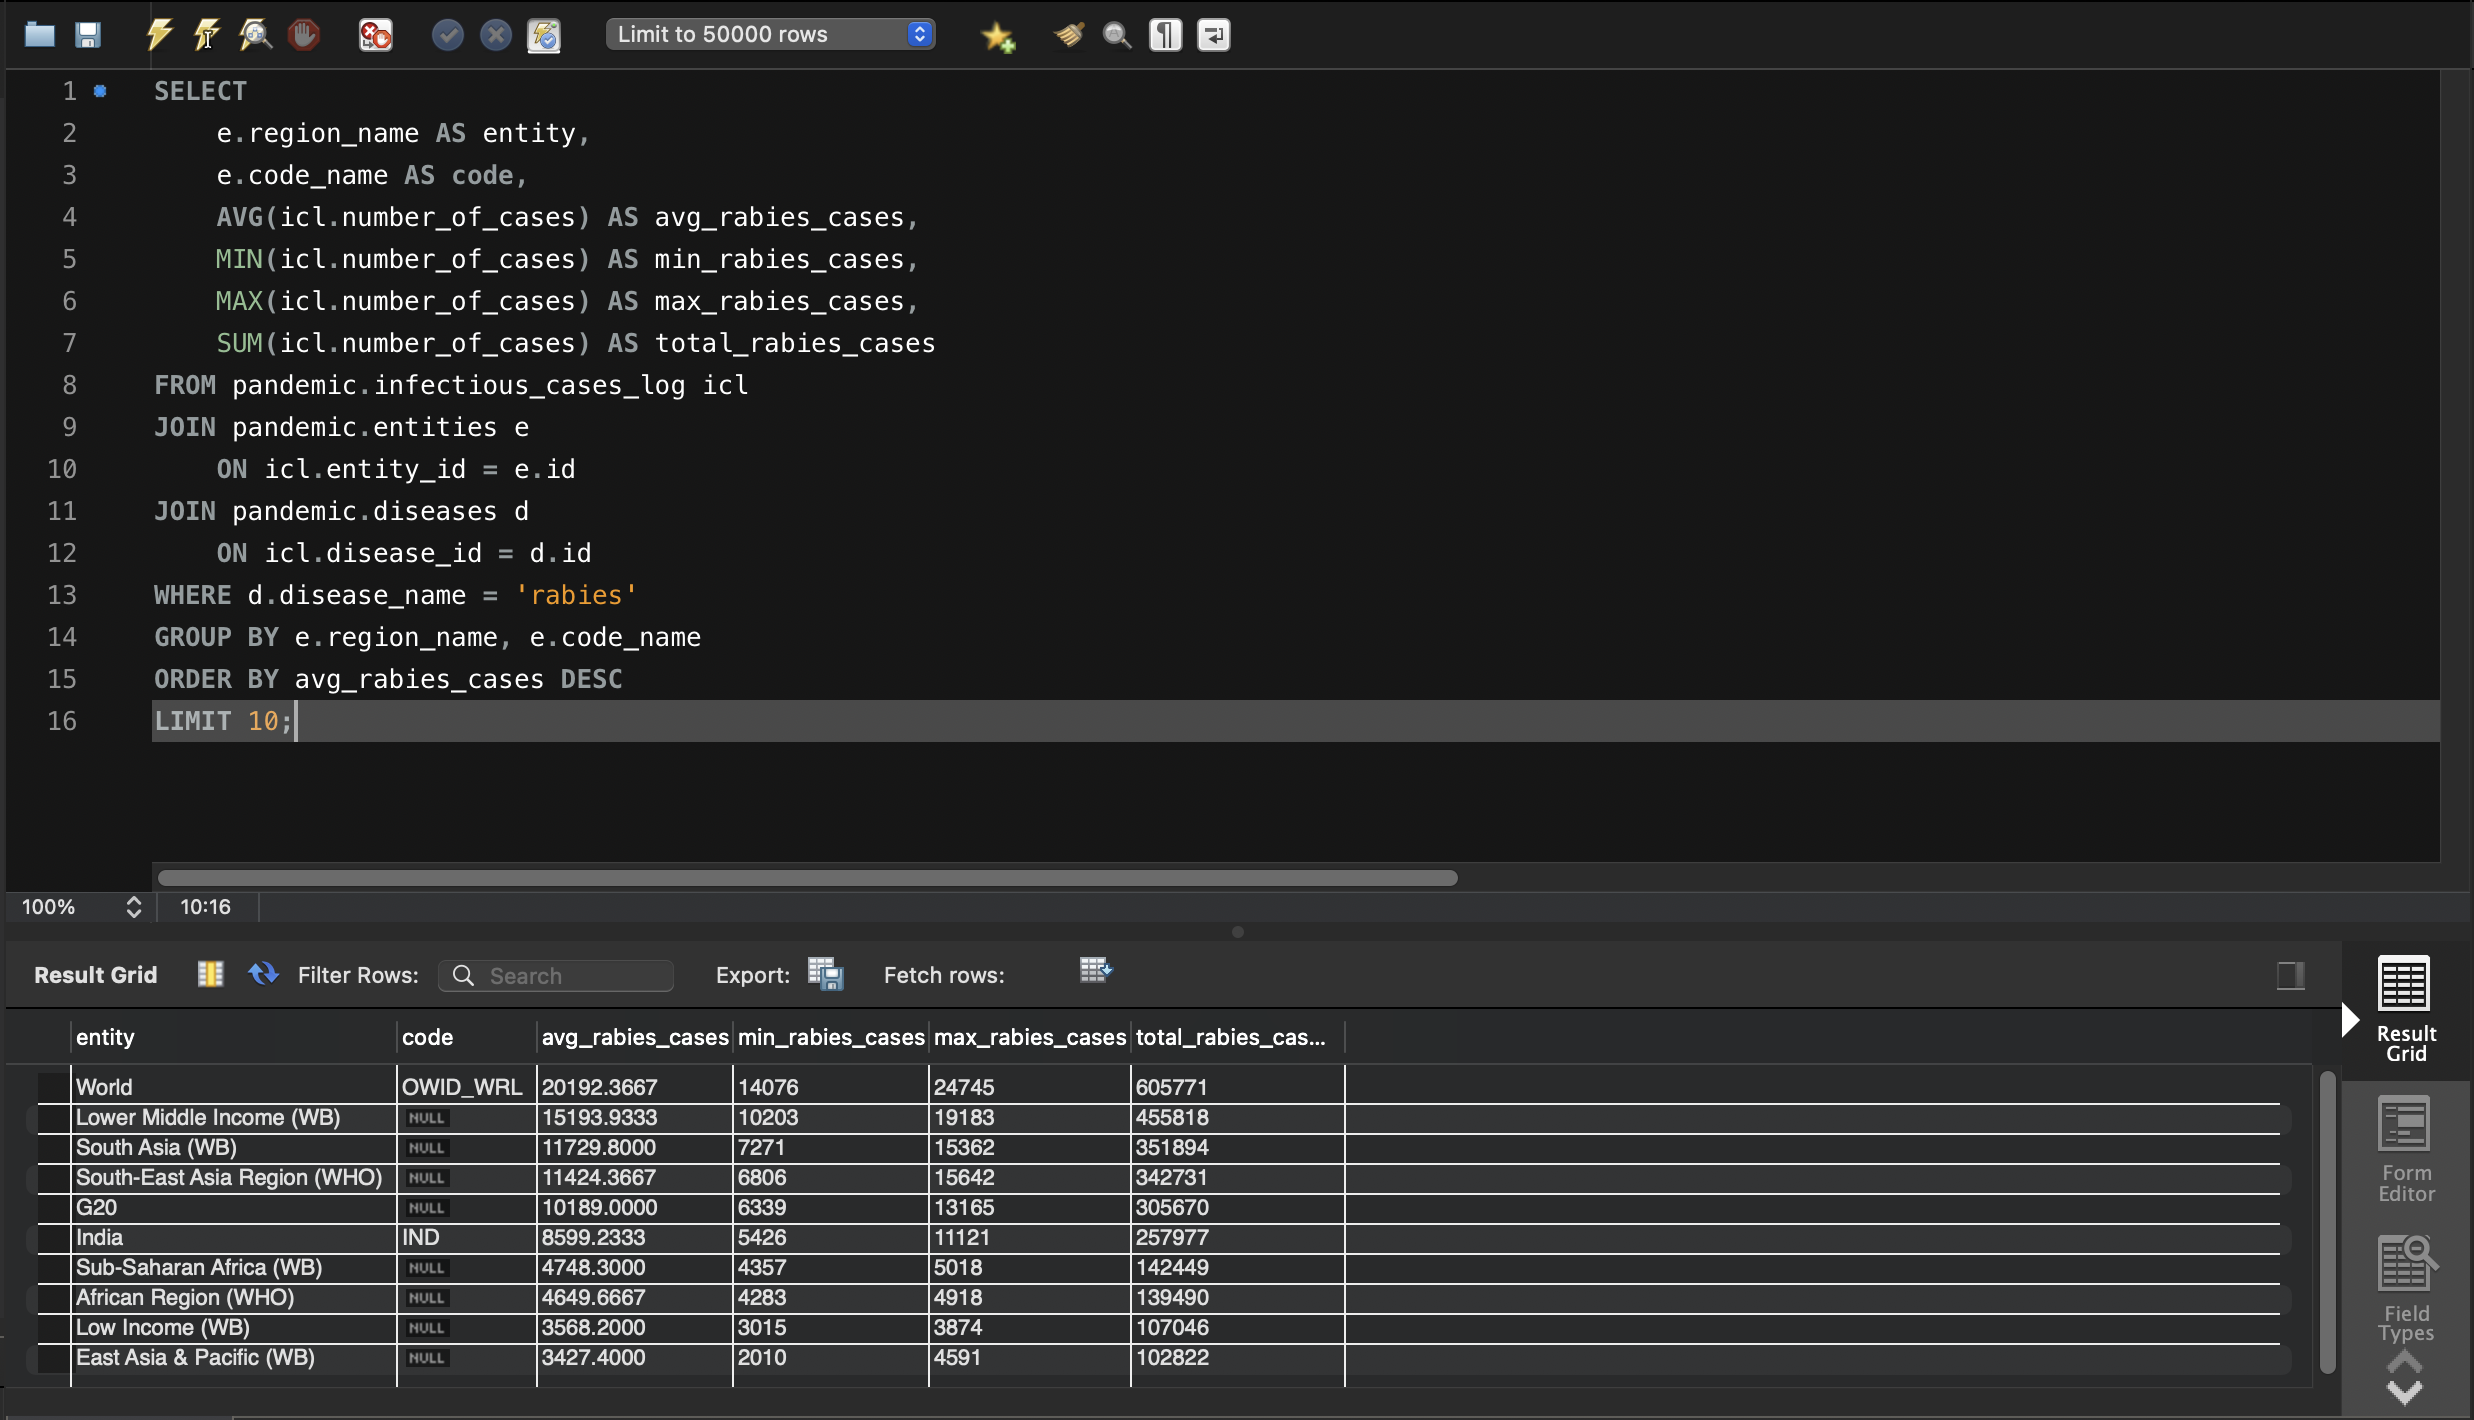 Limit to 50000 rows
1 SELECT
2 e.region_name AS entity,
3 e.code_name AS code,
4 AVG(icl.number_of_cases) AS avg_rabies_cases,
5 MIN(icl.number_of_cases) AS min_rabies_cases,
6 MAX(icl.number_of_cases) AS max_rabies_cases,
7 SUM(icl.number_of_cases) AS total_rabies_cases
8 FROM pandemic.infectious_cases_log icl
9 JOIN pandemic.entities e
10 ON icl.entity_id = e.id
11 JOIN pandemic.diseases d
12 ON icl.disease_id = d.id
13 WHERE d.disease_name = 'rabies'
14 GROUP BY e.region_name, e.code_name
15 ORDER BY avg_rabies_cases DESC
16 LIMIT 10;
100% 10:16
Result Grid Filter Rows: Search Export: Fetch rows:
entity code avg_rabies_cases min_rabies_cases max_rabies_cases total_rabies_cas...
World OWID_WRL 20192.3667 14076 24745 605771
Lower Middle Income (WB) NULL 15193.9333 10203 19183 455818
South Asia (WB) NULL 11729.8000 7271 15362 351894
South-East Asia Region (WHO) NULL 11424.3667 6806 15642 342731
G20 NULL 10189.0000 6339 13165 305670
India IND 8599.2333 5426 11121 257977
Sub-Saharan Africa (WB) NULL 4748.3000 4357 5018 142449
African Region (WHO) NULL 4649.6667 4283 4918 139490
Low Income (WB) NULL 3568.2000 3015 3874 107046
East Asia & Pacific (WB) NULL 3427.4000 2010 4591 102822
Result
Grid
Form
Editor
Field
Types